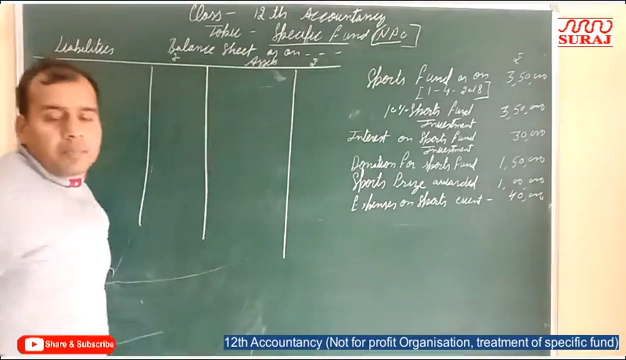 Class - 12th Accountancy
Topic - Specific Fund [NPO]
Balance Sheet as on - - -
Liabilities ₹ Assets ₹
Sports Fund as on 3,50,000
[1-4-2018]
10% Sports Fund 3,50,000
Investment
Interest on Sports Fund 30,000
Investment
Donation For Sports Fund 1,50,000
Sports Prize awarded 1,00,000
Expenses on Sports event - 40,000
SURAJ
Share & Subscribe
12th Accountancy (Not for profit Organisation, treatment of specific fund)